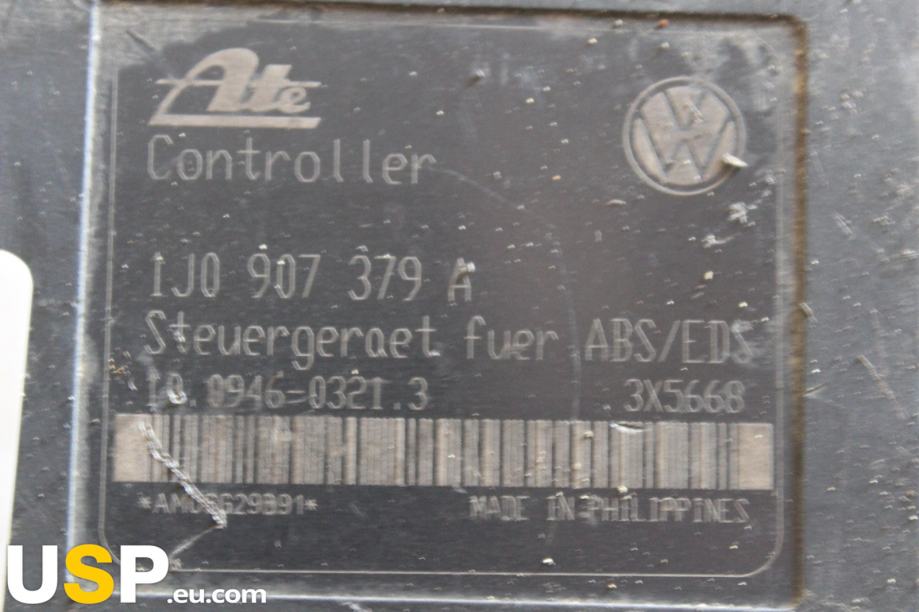 Ate
VW
Controller
1J0 907 379 A
Steuergeraet fuer ABS/EDS
10.0946-0321.3 3X5668
MADE IN PHILIPPINES
USP.eu.com